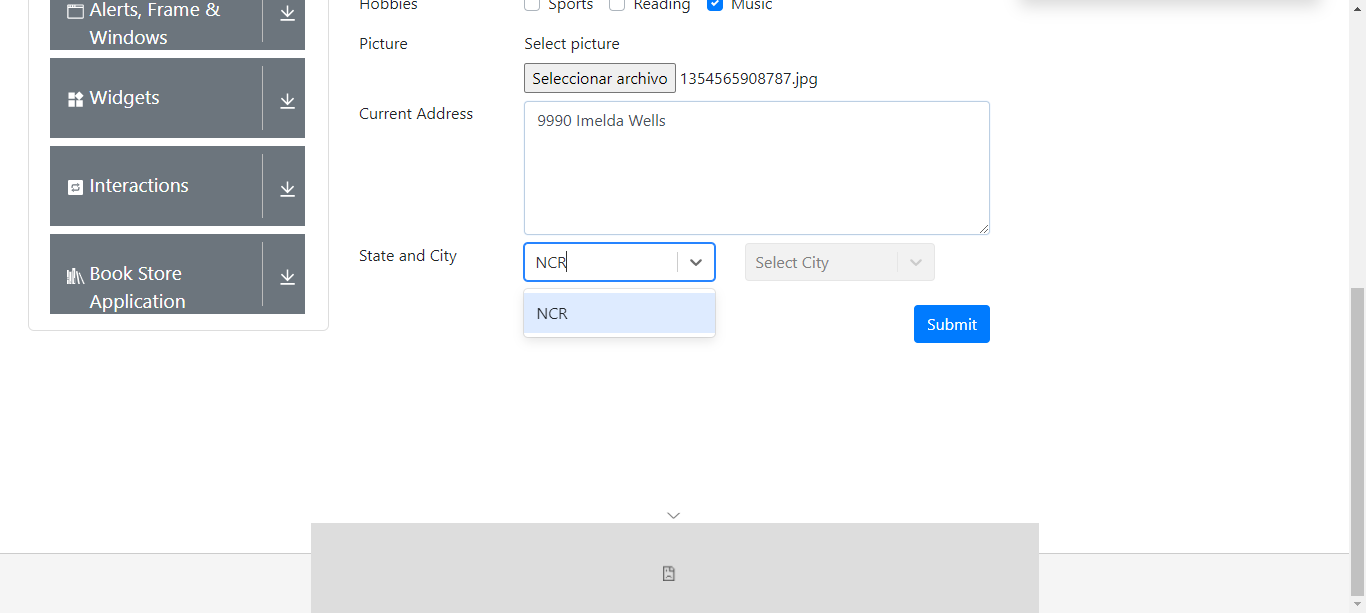 Alerts, Frame &
Windows
Widgets
Interactions
Book Store
Application
Hobbies
Sports Reading Music
Picture
Select picture
Seleccionar archivo 1354565908787.jpg
Current Address
9990 Imelda Wells
State and City
NCR
Select City
NCR
Submit